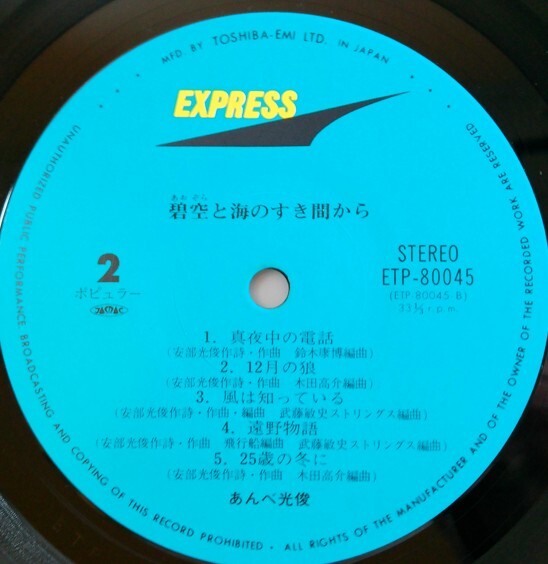 MFD. BY TOSHIBA-EMI LTD. IN JAPAN
EXPRESS
あお ぞら
碧空と海のすき間から
2
ポピュラー
STEREO
ETP-80045
(ETP-80045-B)
33⅓ r.p.m.
1. 真夜中の電話
(安部光俊作詩・作曲 鈴木康博編曲)
2. 12月の狼
(安部光俊作詩・作曲 木田高介編曲)
3. 風は知っている
(安部光俊作詩・作曲・編曲 武藤敏史ストリングス編曲)
4. 遠野物語
(安部光俊作詩・作曲 飛行船編曲 武藤敏史ストリングス編曲)
5. 25歳の冬に
(安部光俊作詩・作曲 木田高介編曲)
あんべ光俊
UNAUTHORIZED PUBLIC PERFORMANCE, BROADCASTING AND COPYING OF THIS RECORD PROHIBITED • ALL RIGHTS OF THE MANUFACTURER AND OF THE OWNER OF THE RECORDED WORK ARE RESERVED